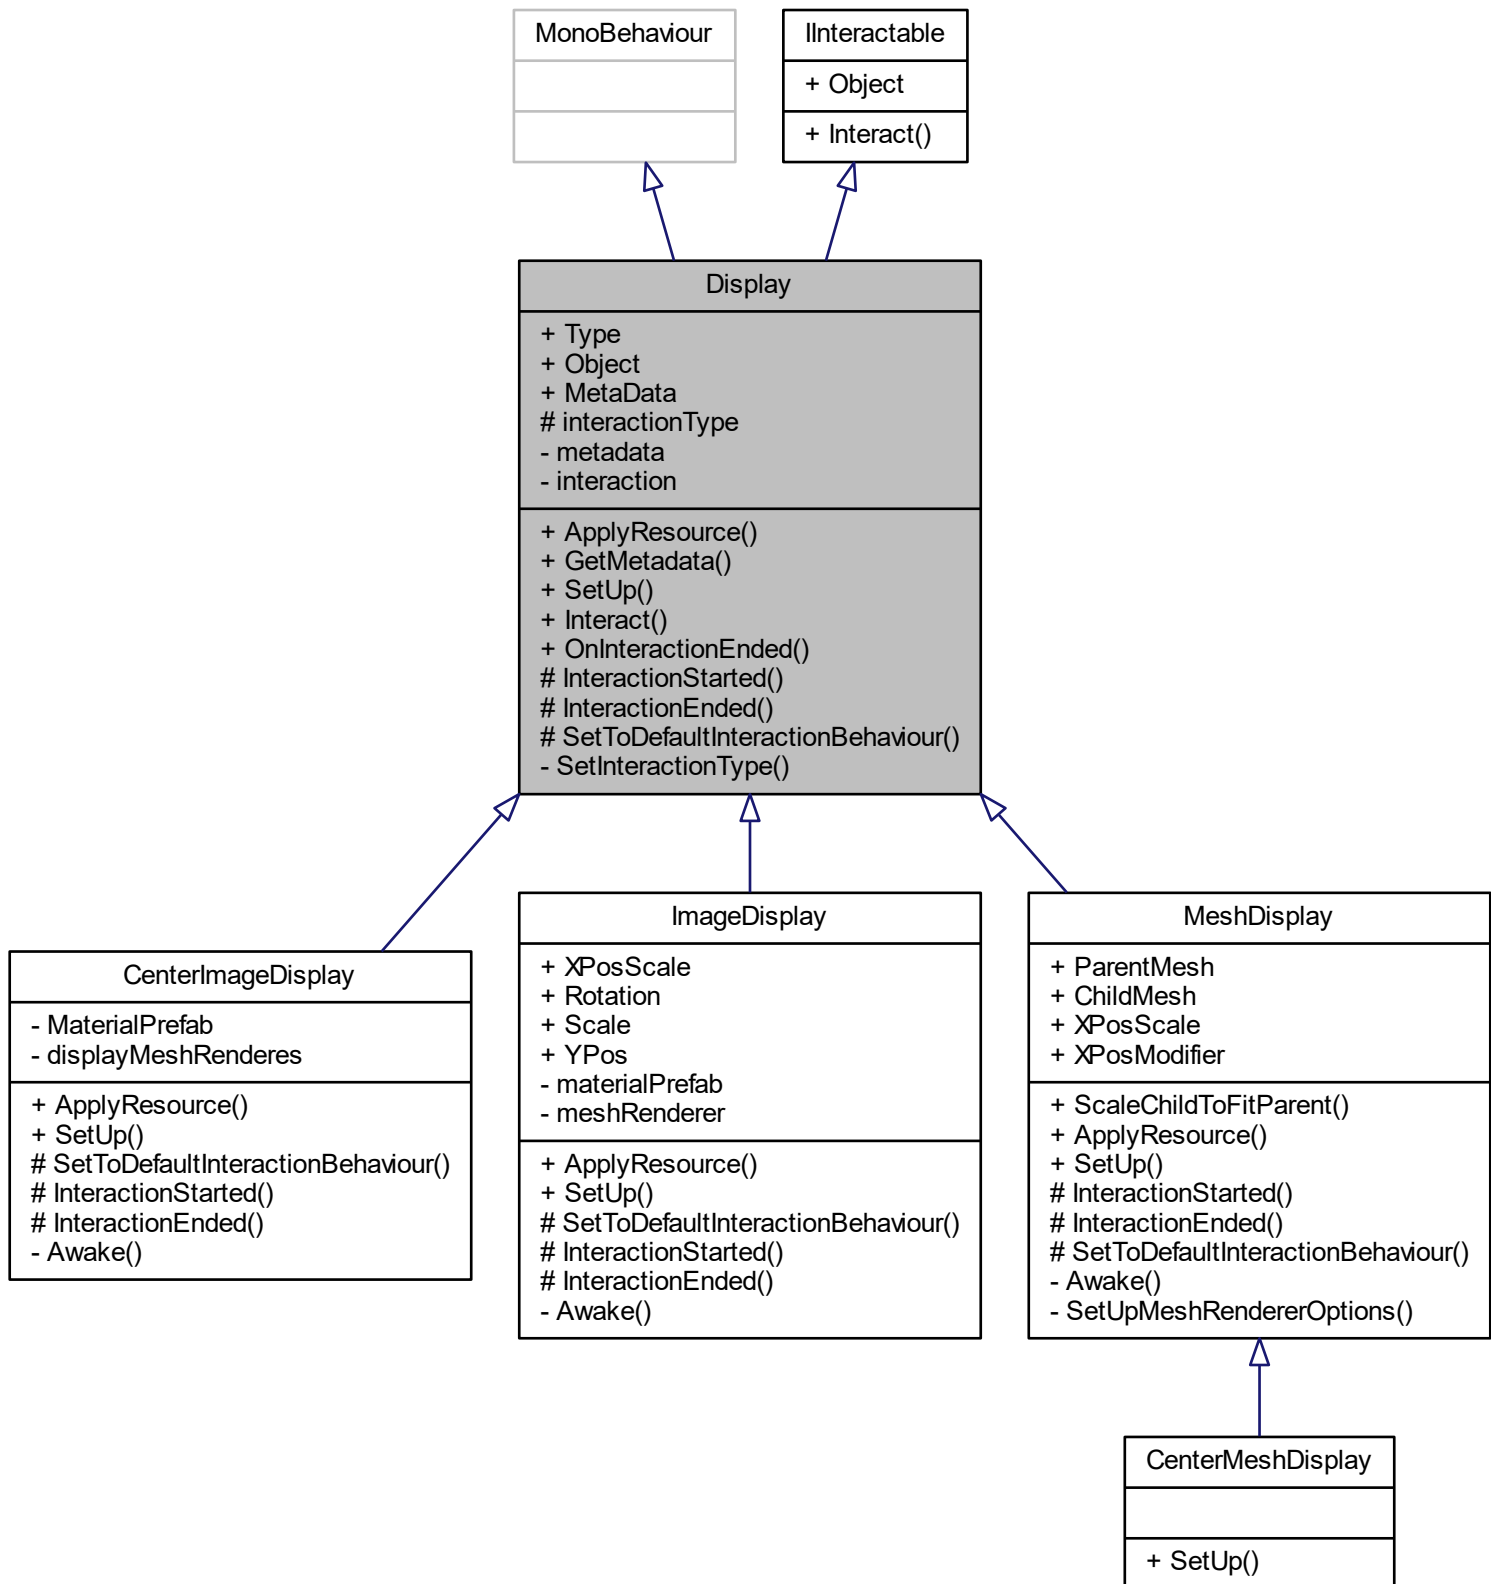 MonoBehaviour
IInteractable
+ Object
+ Interact()
Display
+ Type
+ Object
+ MetaData
# interactionType
- metadata
- interaction
+ ApplyResource()
+ GetMetadata()
+ SetUp()
+ Interact()
+ OnInteractionEnded()
# InteractionStarted()
# InteractionEnded()
# SetToDefaultInteractionBehaviour()
- SetInteractionType()
CenterImageDisplay
- MaterialPrefab
- displayMeshRenderes
+ ApplyResource()
+ SetUp()
# SetToDefaultInteractionBehaviour()
# InteractionStarted()
# InteractionEnded()
- Awake()
ImageDisplay
+ XPosScale
+ Rotation
+ Scale
+ YPos
- materialPrefab
- meshRenderer
+ ApplyResource()
+ SetUp()
# SetToDefaultInteractionBehaviour()
# InteractionStarted()
# InteractionEnded()
- Awake()
MeshDisplay
+ ParentMesh
+ ChildMesh
+ XPosScale
+ XPosModifier
+ ScaleChildToFitParent()
+ ApplyResource()
+ SetUp()
# InteractionStarted()
# InteractionEnded()
# SetToDefaultInteractionBehaviour()
- Awake()
- SetUpMeshRendererOptions()
CenterMeshDisplay
+ SetUp()